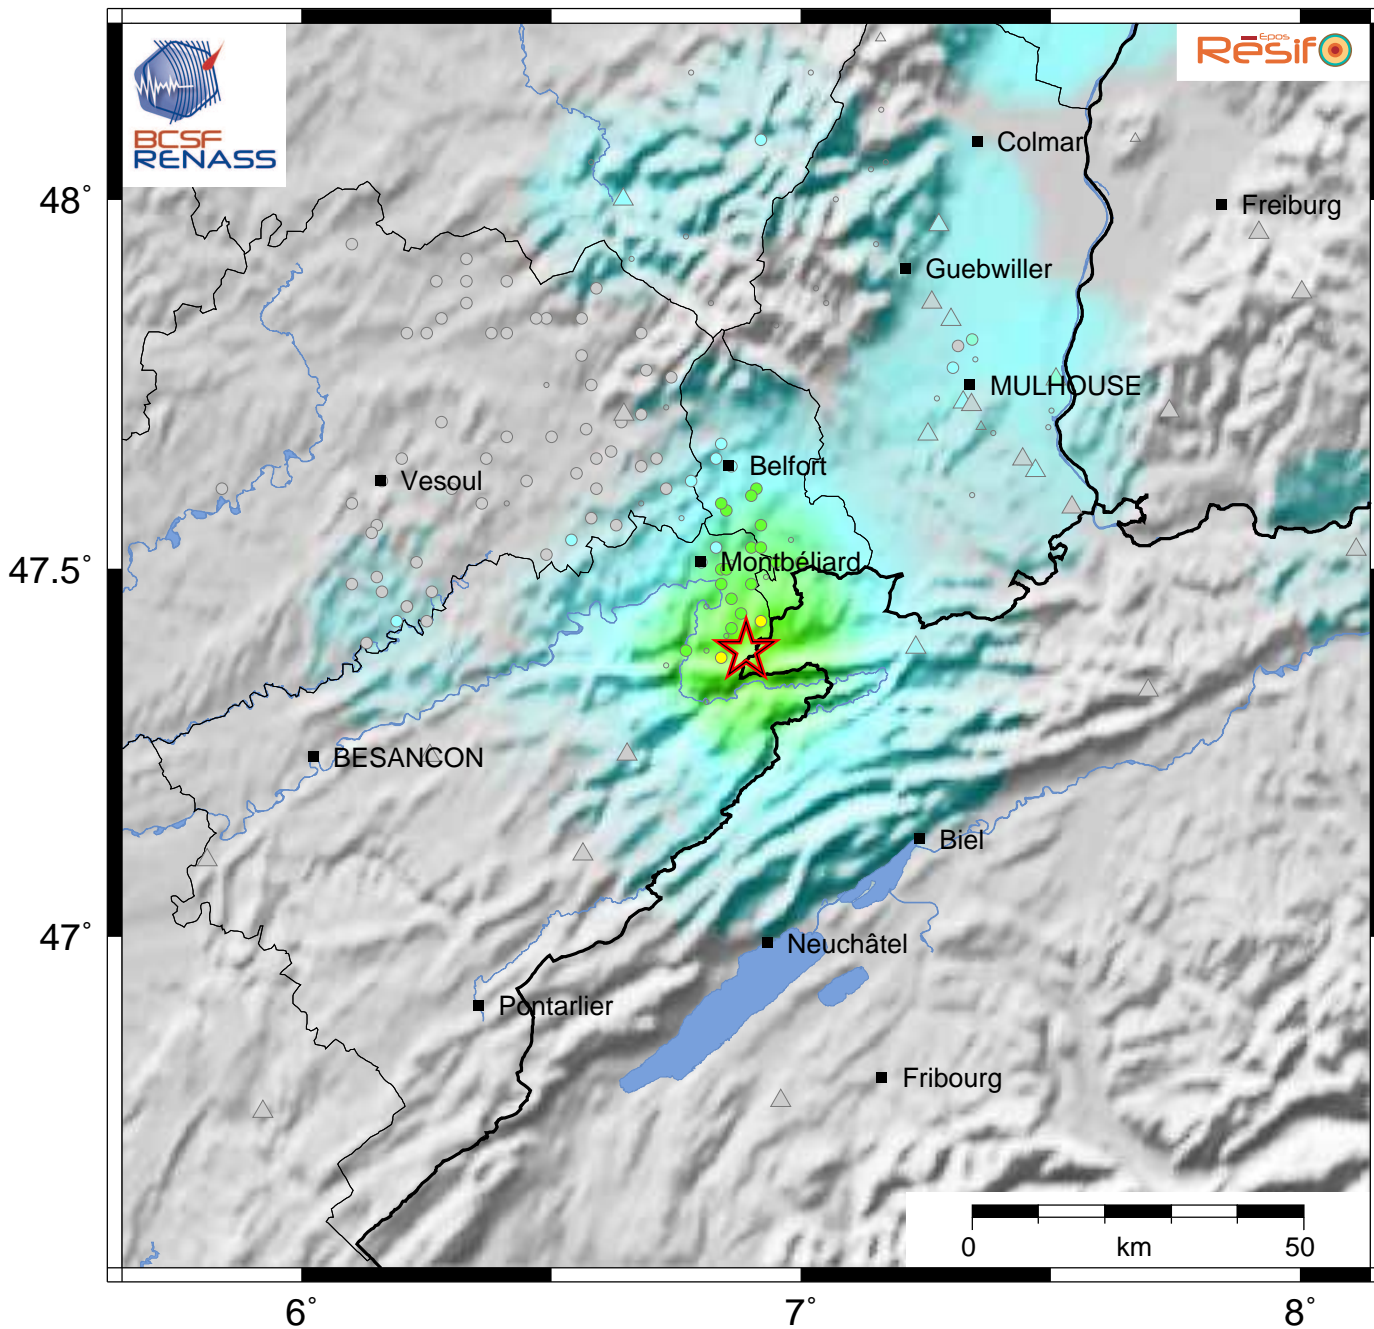 BCSF
RENASS
Epos
Résif
Colmar
48°
Freiburg
Guebwiller
MULHOUSE
Belfort
Vesoul
47.5°
Montbéliard
BESANCON
Biel
47°
Neuchâtel
Pontarlier
Fribourg
0 km 50
6° 7° 8°